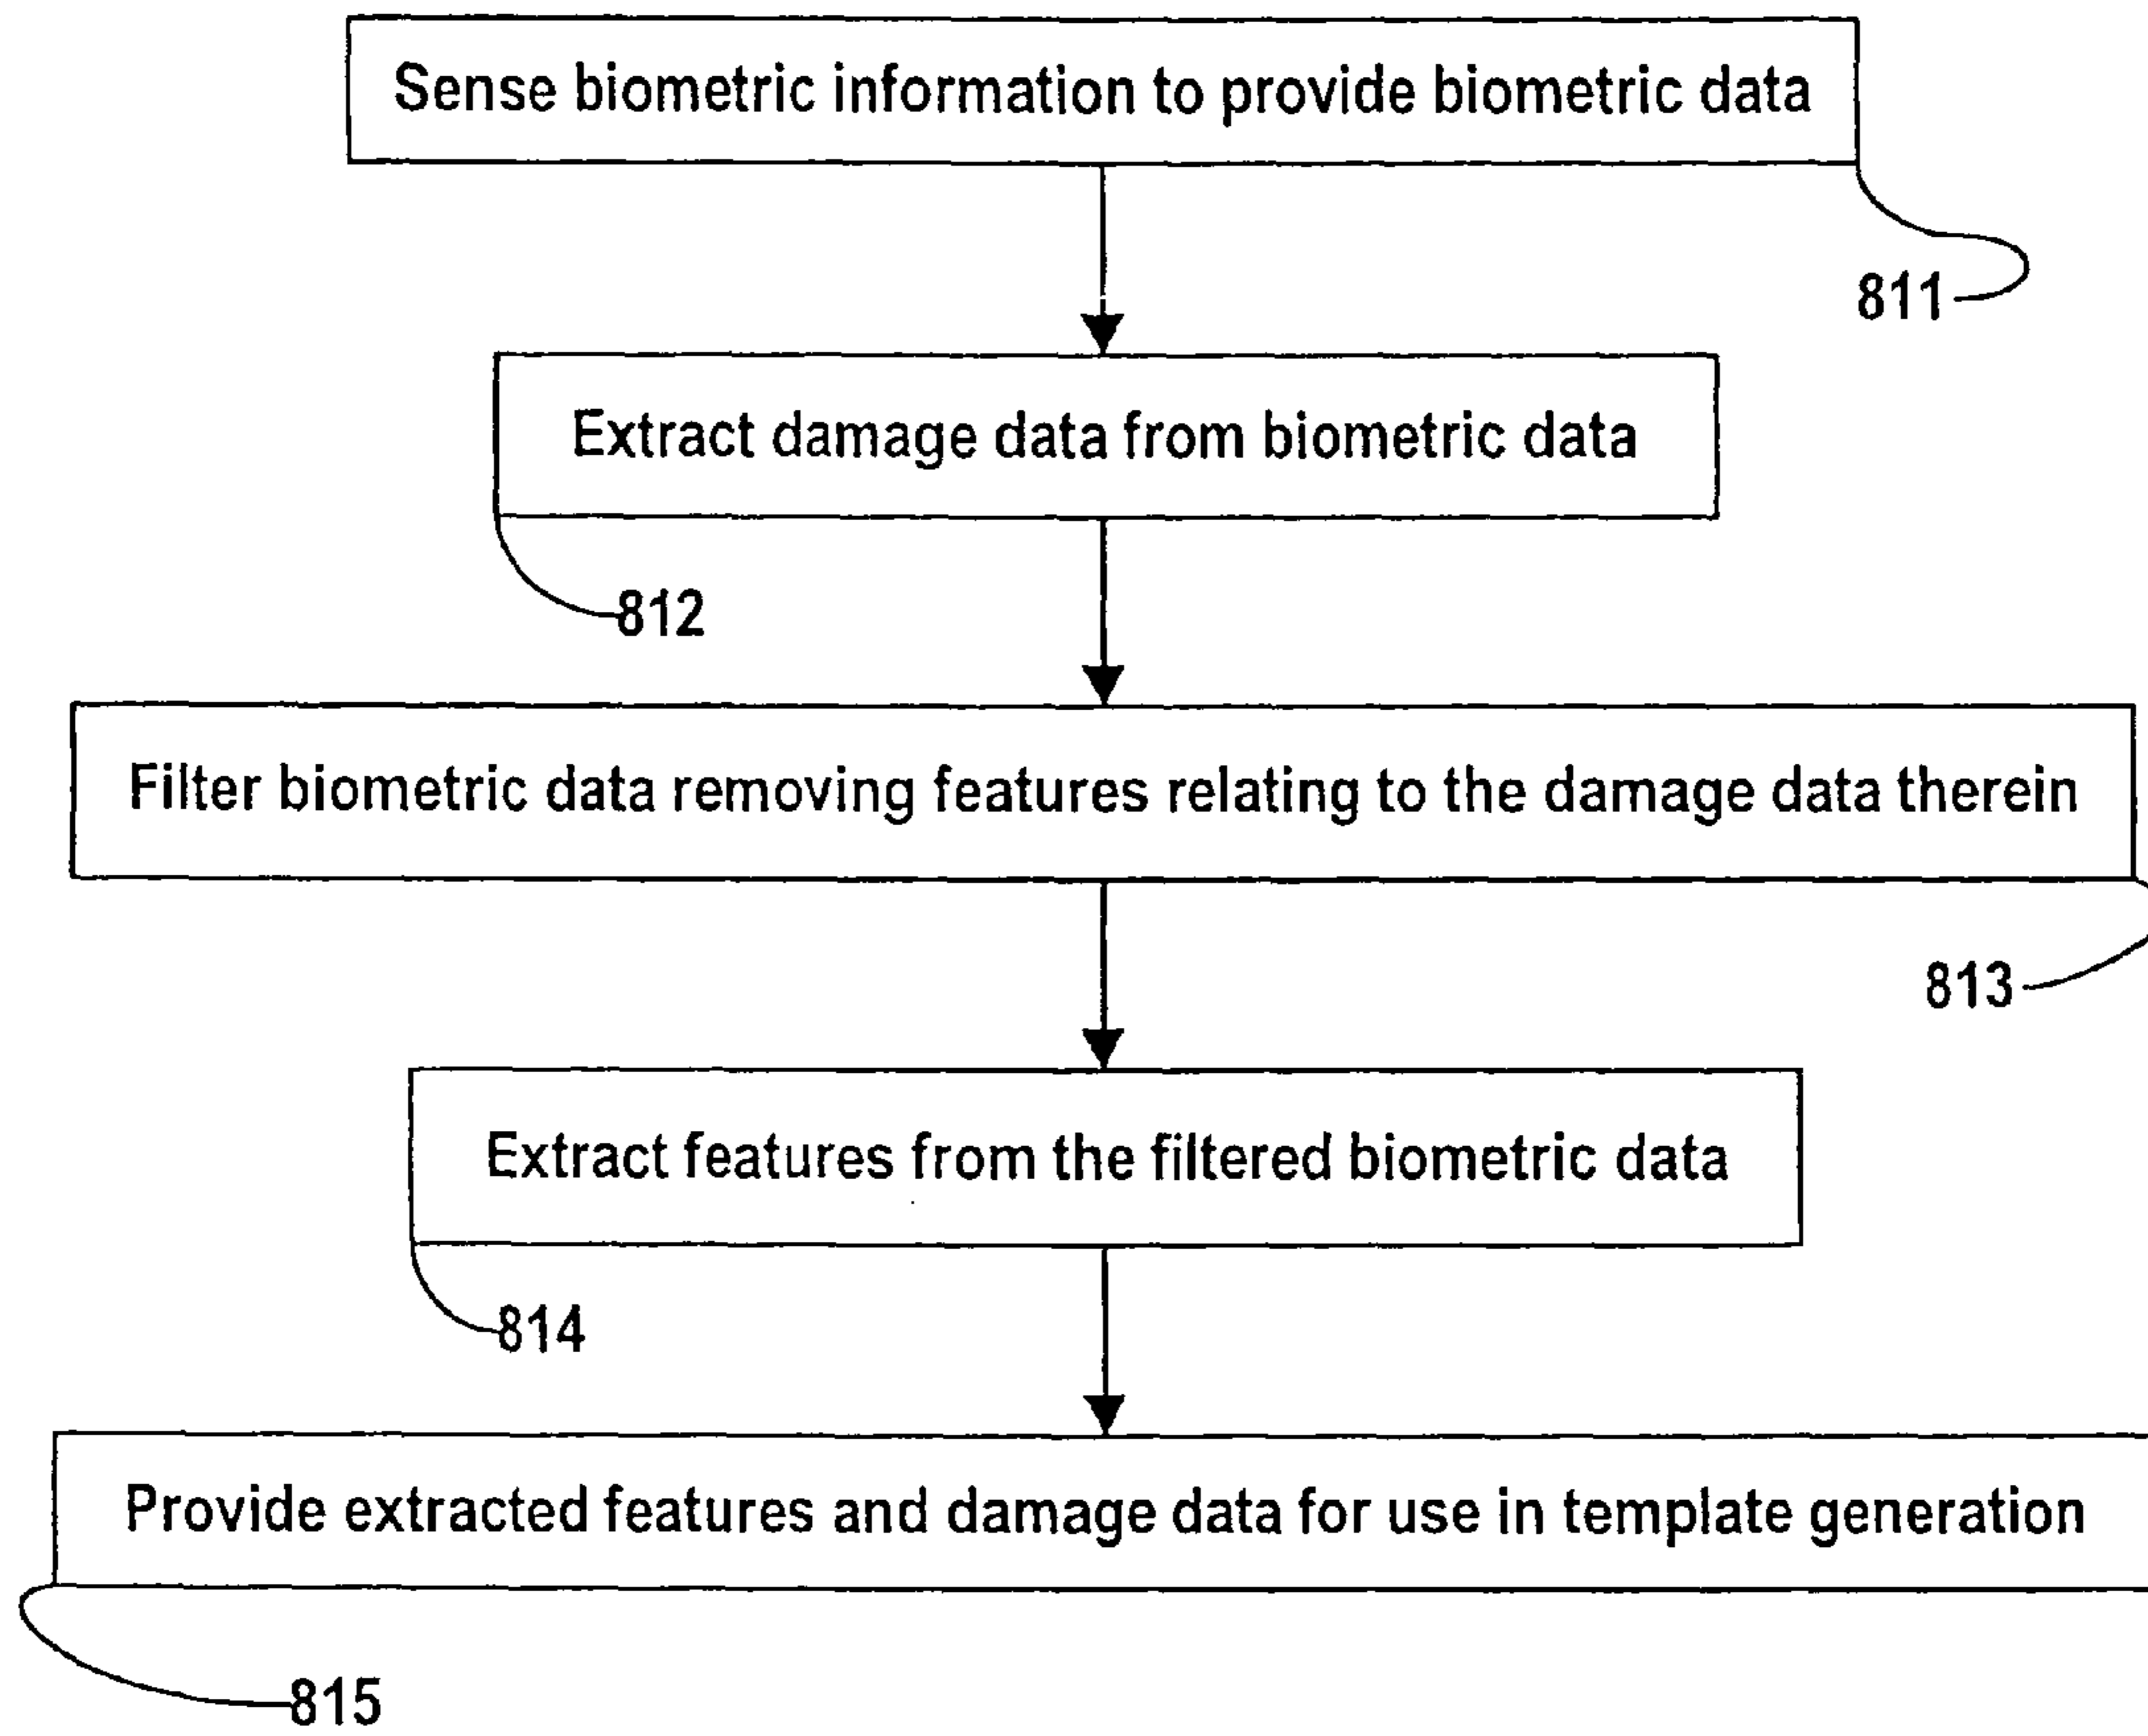 Sense biometric information to provide biometric data
811
Extract damage data from biometric data
812
Filter biometric data removing features relating to the damage data therein
813
Extract features from the filtered biometric data
814
Provide extracted features and damage data for use in template generation
815